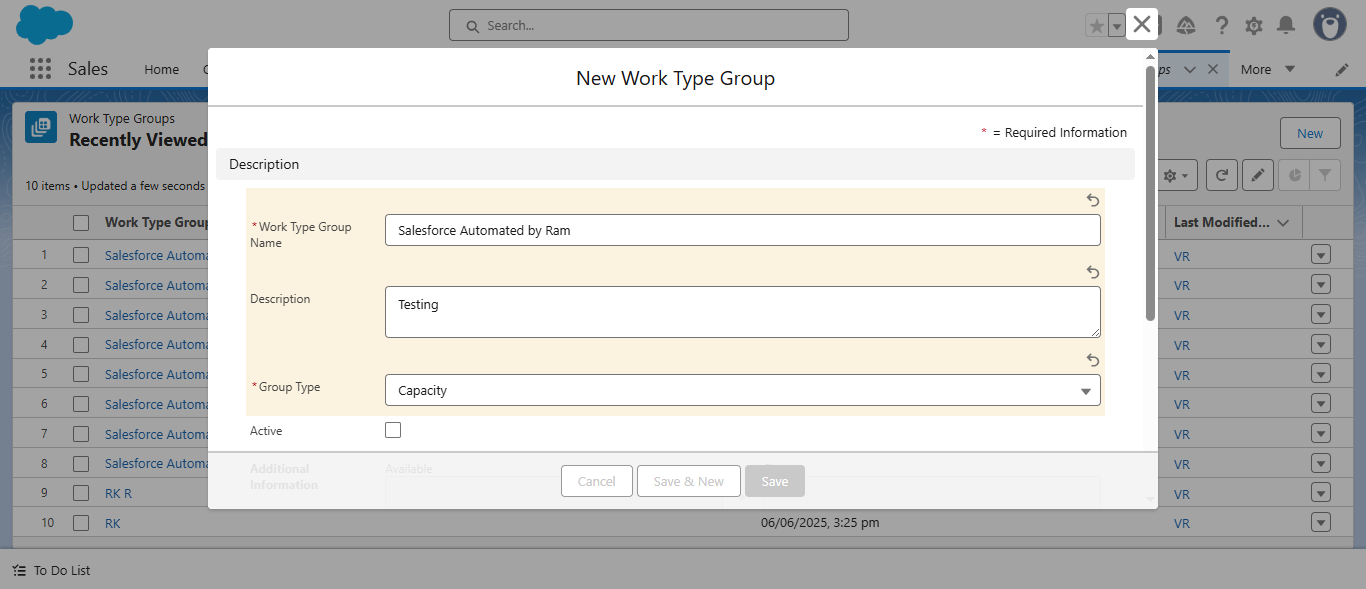 Search...
Sales
Home
More
New Work Type Group
* = Required Information
Work Type Groups
Recently Viewed
New
10 items • Updated a few seconds
Description
Work Type Group
Last Modified...
*Work Type Group Name
Salesforce Automated by Ram
Description
Testing
*Group Type
Capacity
Active
Additional Information
Available
Cancel
Save & New
Save
1 Salesforce Automa VR
2 Salesforce Automa VR
3 Salesforce Automa VR
4 Salesforce Automa VR
5 Salesforce Automa VR
6 Salesforce Automa VR
7 Salesforce Automa VR
8 Salesforce Automa VR
9 RK R VR
10 RK 06/06/2025, 3:25 pm VR
To Do List